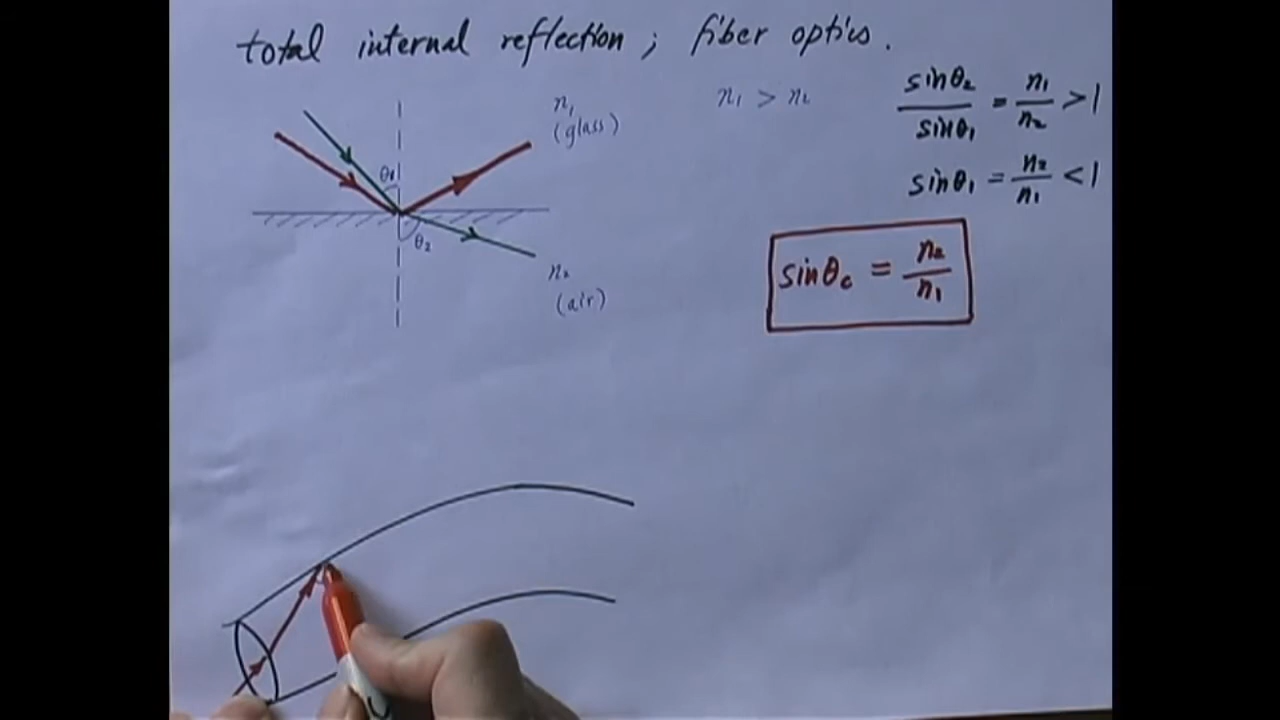 total internal reflection ; fiber optics.
n₁ (glass)
n₁ > n₂
sinθ₂ / sinθ₁ = n₁ / n₂ > 1
sinθ₁ = n₂ / n₁ < 1
θ₁
θ₂
sinθc = n₂ / n₁
n₂ (air)